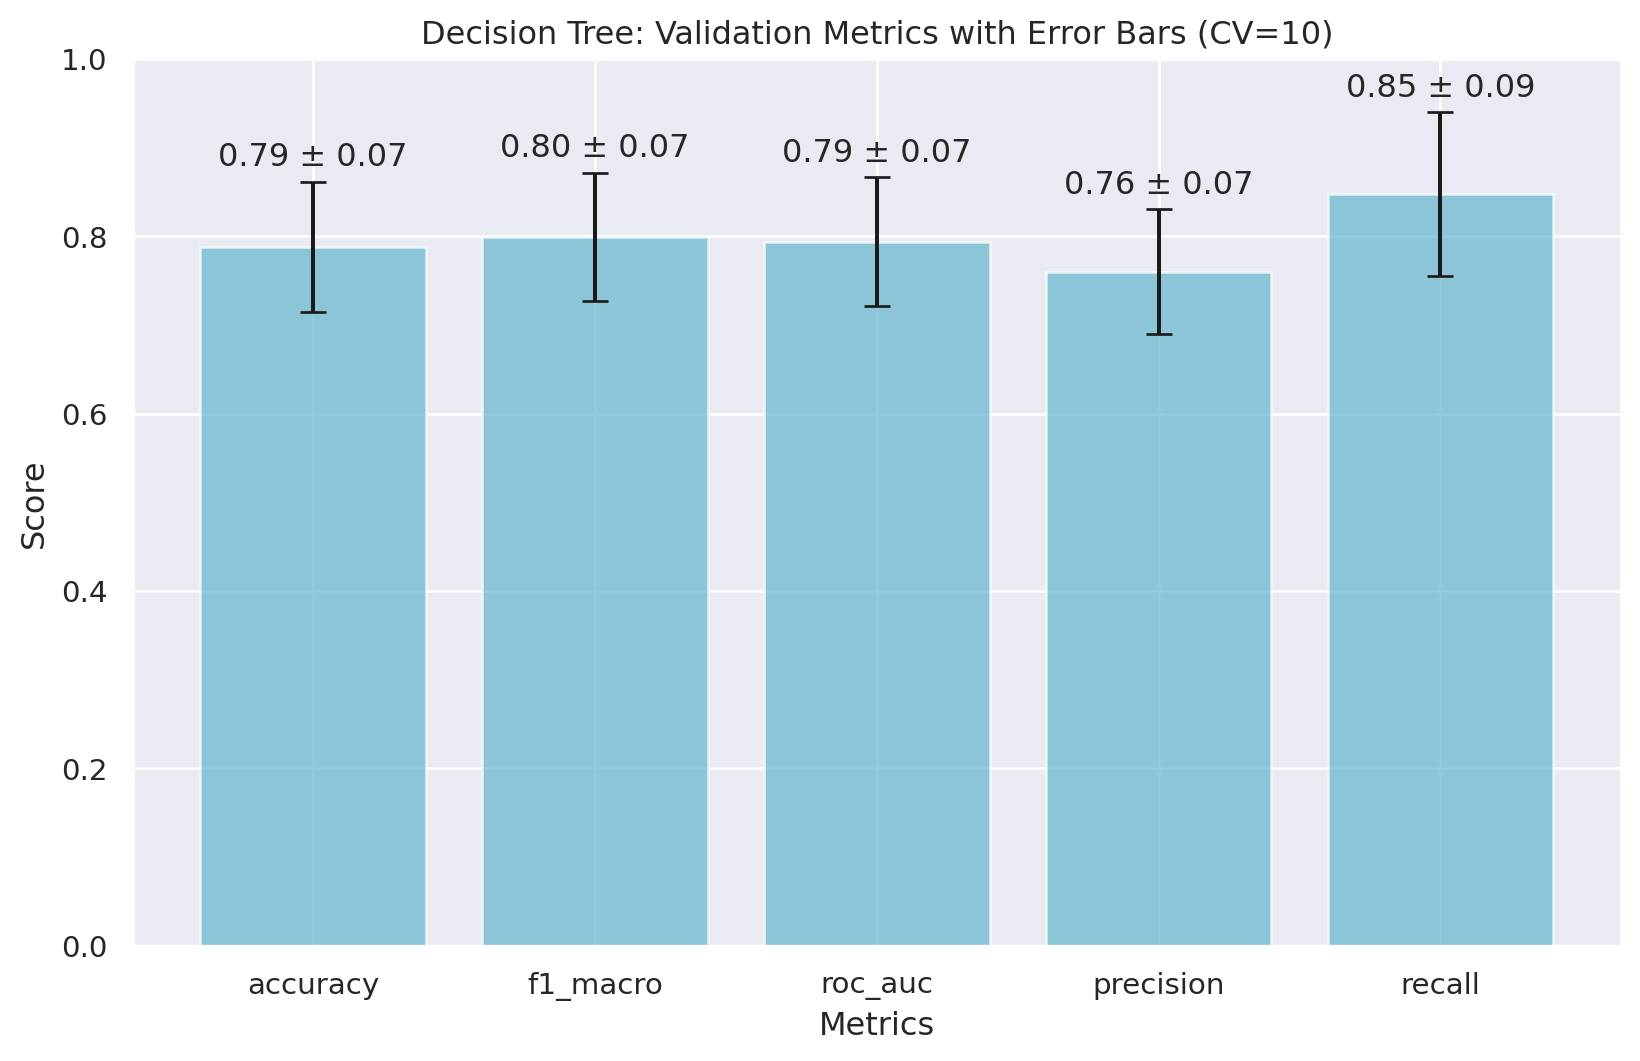 Decision Tree: Validation Metrics with Error Bars (CV=10)
1.0
0.8
0.6
0.4
0.2
0.0
Score
0.79 ± 0.07
0.80 ± 0.07
0.79 ± 0.07
0.76 ± 0.07
0.85 ± 0.09
accuracy
f1_macro
roc_auc
precision
recall
Metrics